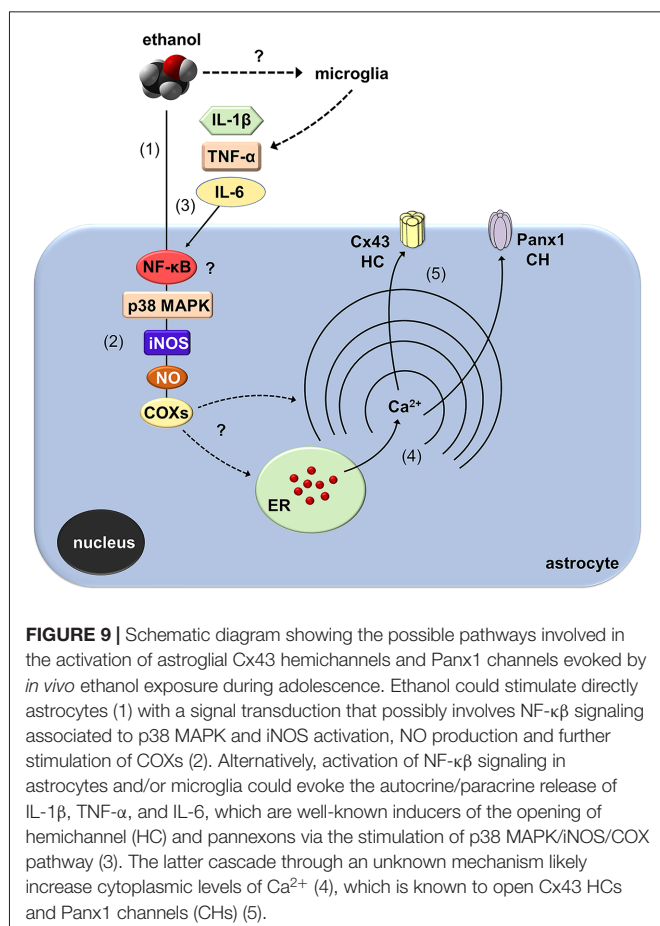 ethanol
?
microglia
IL-1β
(1)
TNF-α
IL-6
(3)
Cx43
HC
Panx1
CH
NF-κB
?
(5)
p38 MAPK
(2)
iNOS
NO
COXs
Ca2+
?
(4)
ER
nucleus
astrocyte
FIGURE 9 | Schematic diagram showing the possible pathways involved in
the activation of astroglial Cx43 hemichannels and Panx1 channels evoked by
in vivo ethanol exposure during adolescence. Ethanol could stimulate directly
astrocytes (1) with a signal transduction that possibly involves NF-κβ signaling
associated to p38 MAPK and iNOS activation, NO production and further
stimulation of COXs (2). Alternatively, activation of NF-κβ signaling in
astrocytes and/or microglia could evoke the autocrine/paracrine release of
IL-1β, TNF-α, and IL-6, which are well-known inducers of the opening of
hemichannel (HC) and pannexons via the stimulation of p38 MAPK/iNOS/COX
pathway (3). The latter cascade through an unknown mechanism likely
increase cytoplasmic levels of Ca2+ (4), which is known to open Cx43 HCs
and Panx1 channels (CHs) (5).